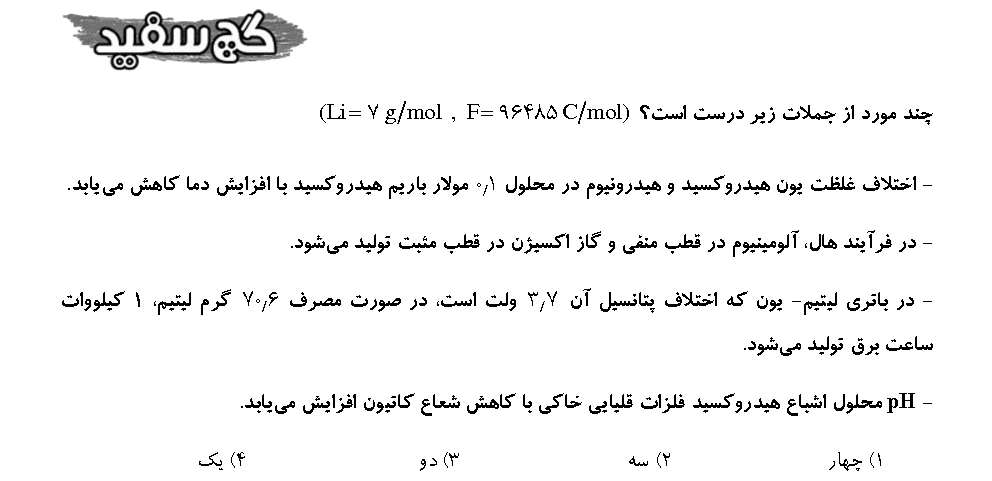 گچ سفید
چند مورد از جملات زیر درست است؟ (Li= ۷ g/mol , F= ۹۶۴۸۵ C/mol)
- اختلاف غلظت یون هیدروکسید و هیدرونیوم در محلول ۰٫۱ مولار باریم هیدروکسید با افزایش دما کاهش می‌یابد.
- در فرآیند هال، آلومینیوم در قطب منفی و گاز اکسیژن در قطب مثبت تولید می‌شود.
- در باتری لیتیم- یون که اختلاف پتانسیل آن ۳٫۷ ولت است، در صورت مصرف ۷۰٫۶ گرم لیتیم، ۱ کیلووات
ساعت برق تولید می‌شود.
- pH محلول اشباع هیدروکسید فلزات قلیایی خاکی با کاهش شعاع کاتیون افزایش می‌یابد.
۱) چهار ۲) سه ۳) دو ۴) یک